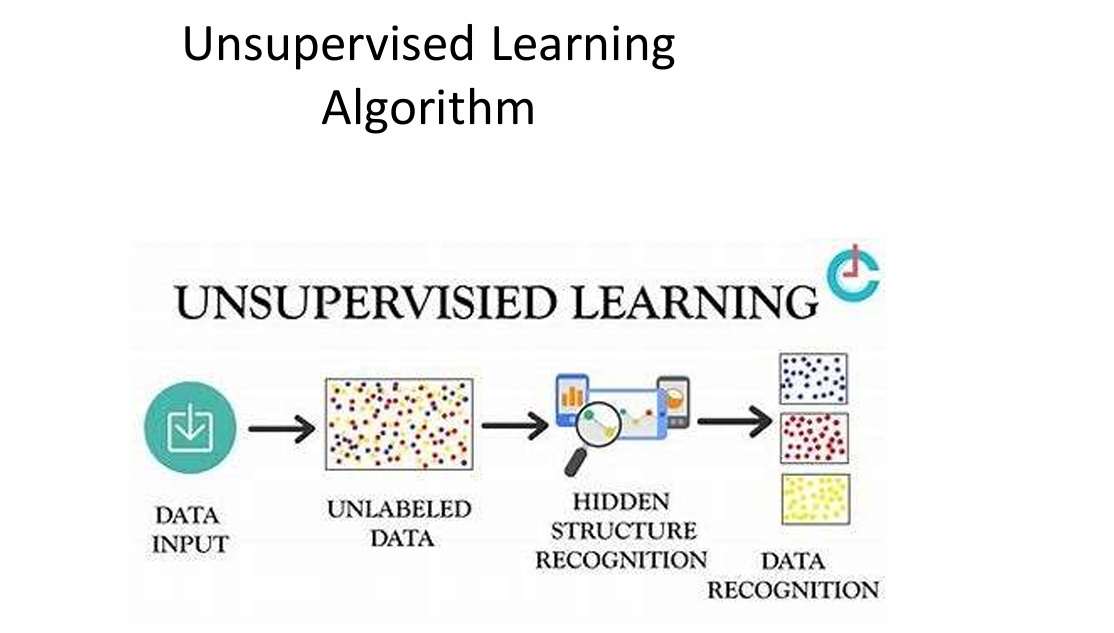 Unsupervised Learning
Algorithm
UNSUPERVISIED LEARNING
DATA
INPUT
UNLABELED
DATA
HIDDEN
STRUCTURE
RECOGNITION
DATA
RECOGNITION